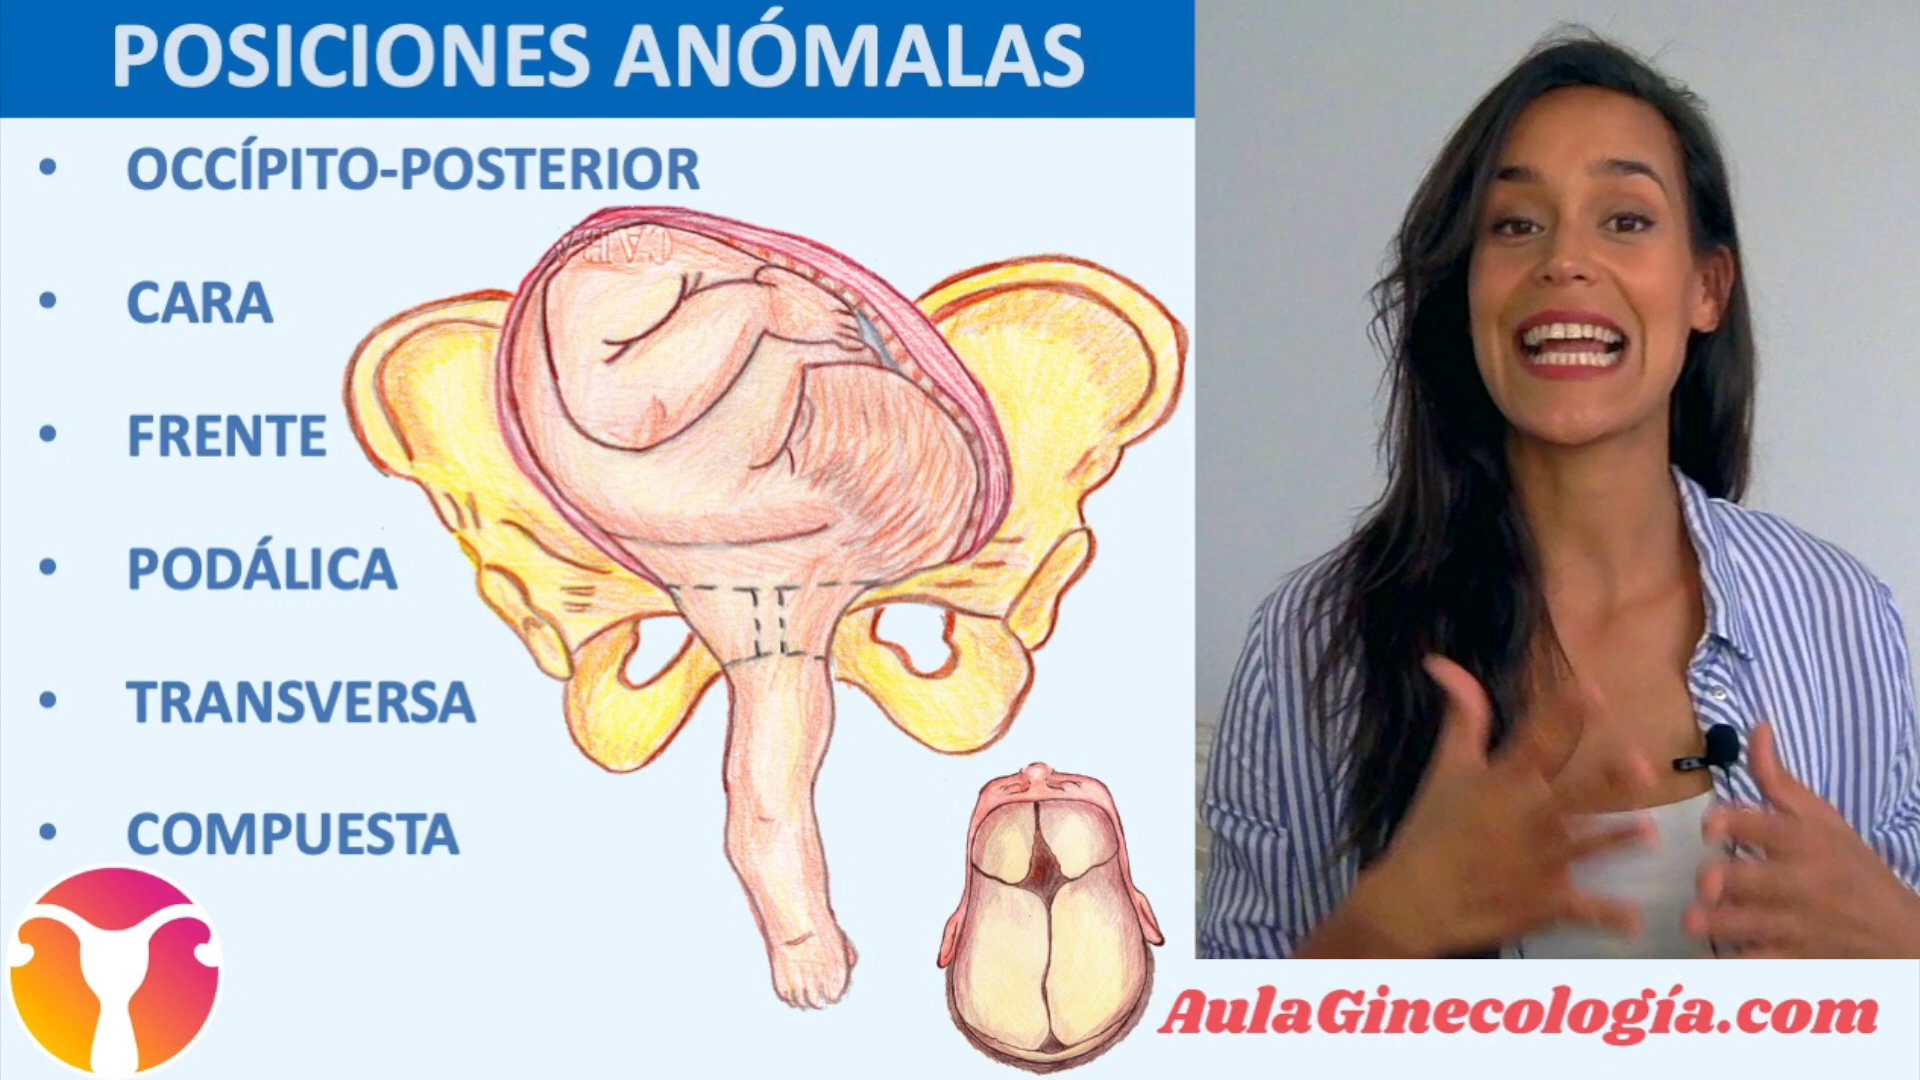 POSICIONES ANÓMALAS
• OCCÍPITO-POSTERIOR
• CARA
• FRENTE
• PODÁLICA
• TRANSVERSA
• COMPUESTA
AulaGinecología.com